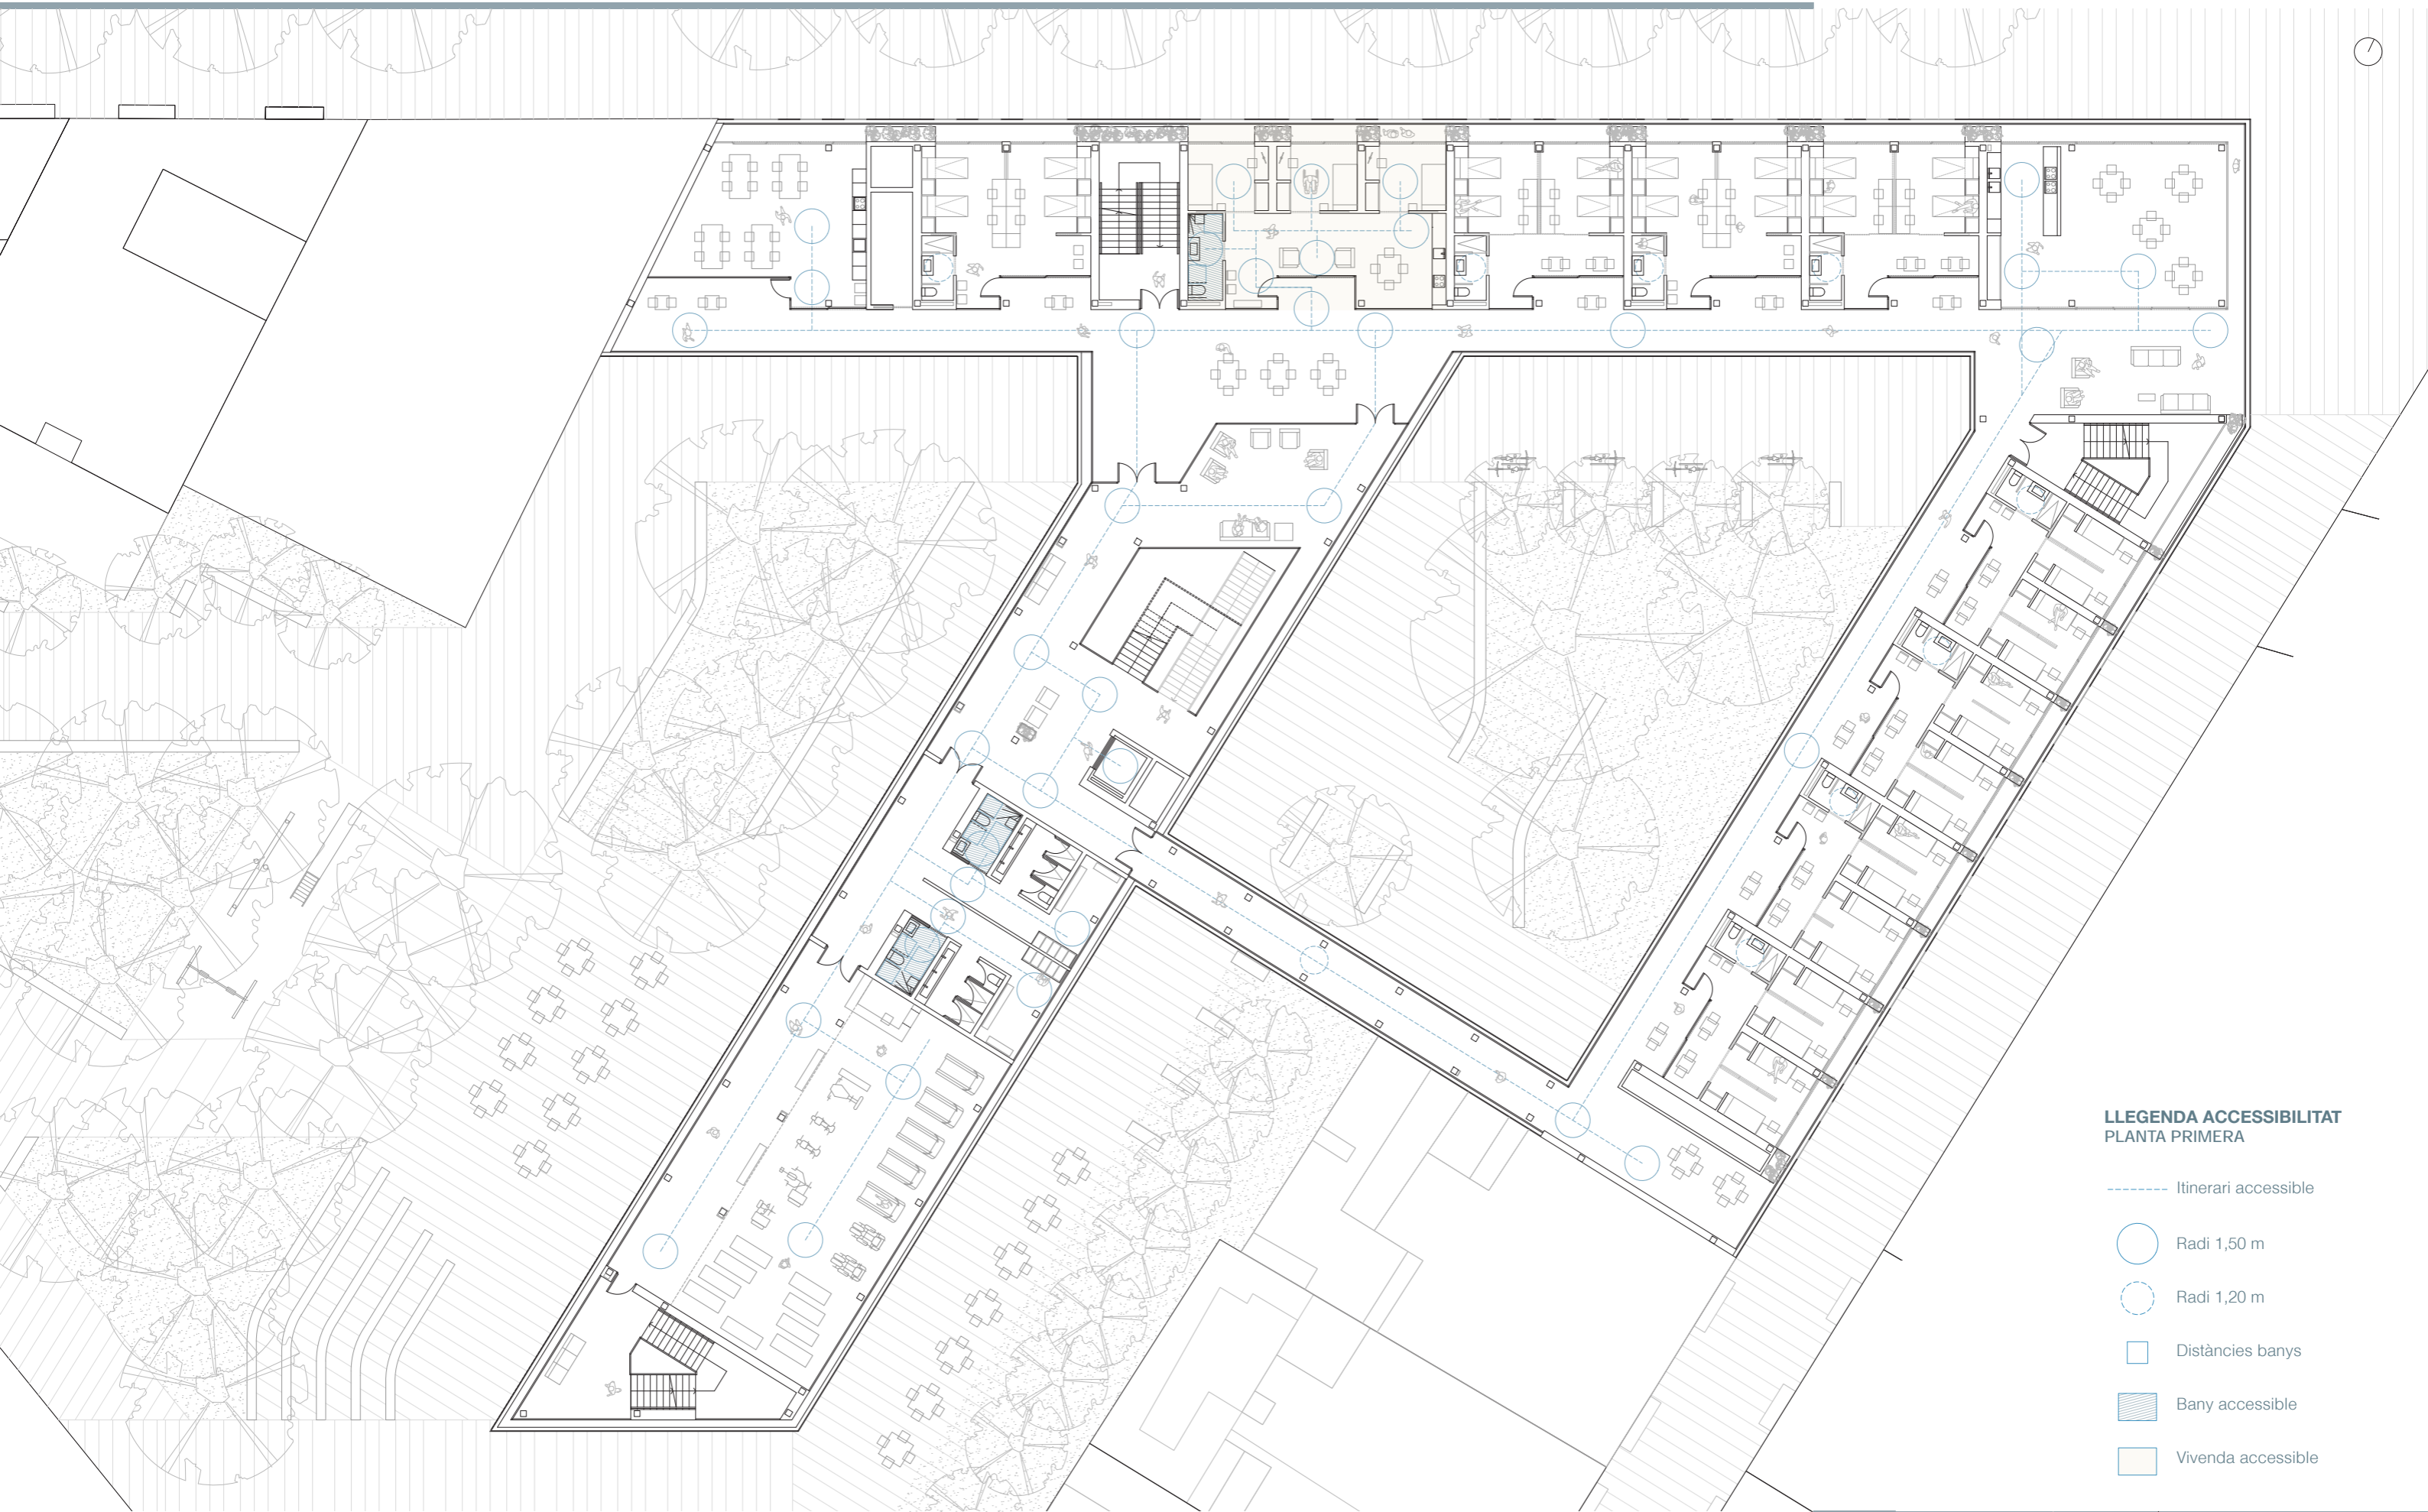 LLEGENDA ACCESSIBILITAT
PLANTA PRIMERA
Itinerari accessible
Radi 1,50 m
Radi 1,20 m
Distàncies banys
Bany accessible
Vivenda accessible